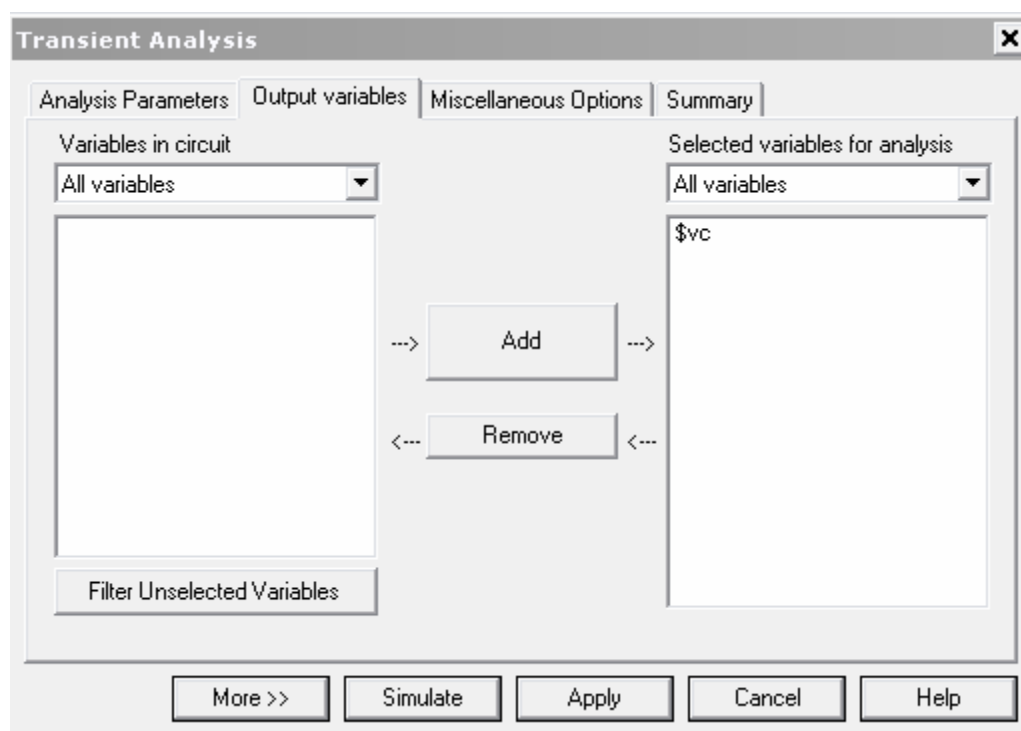 Transient Analysis
Analysis Parameters Output variables Miscellaneous Options Summary
Variables in circuit Selected variables for analysis
All variables All variables
$vc
---> Add --->
<--- Remove <---
Filter Unselected Variables
More >> Simulate Apply Cancel Help